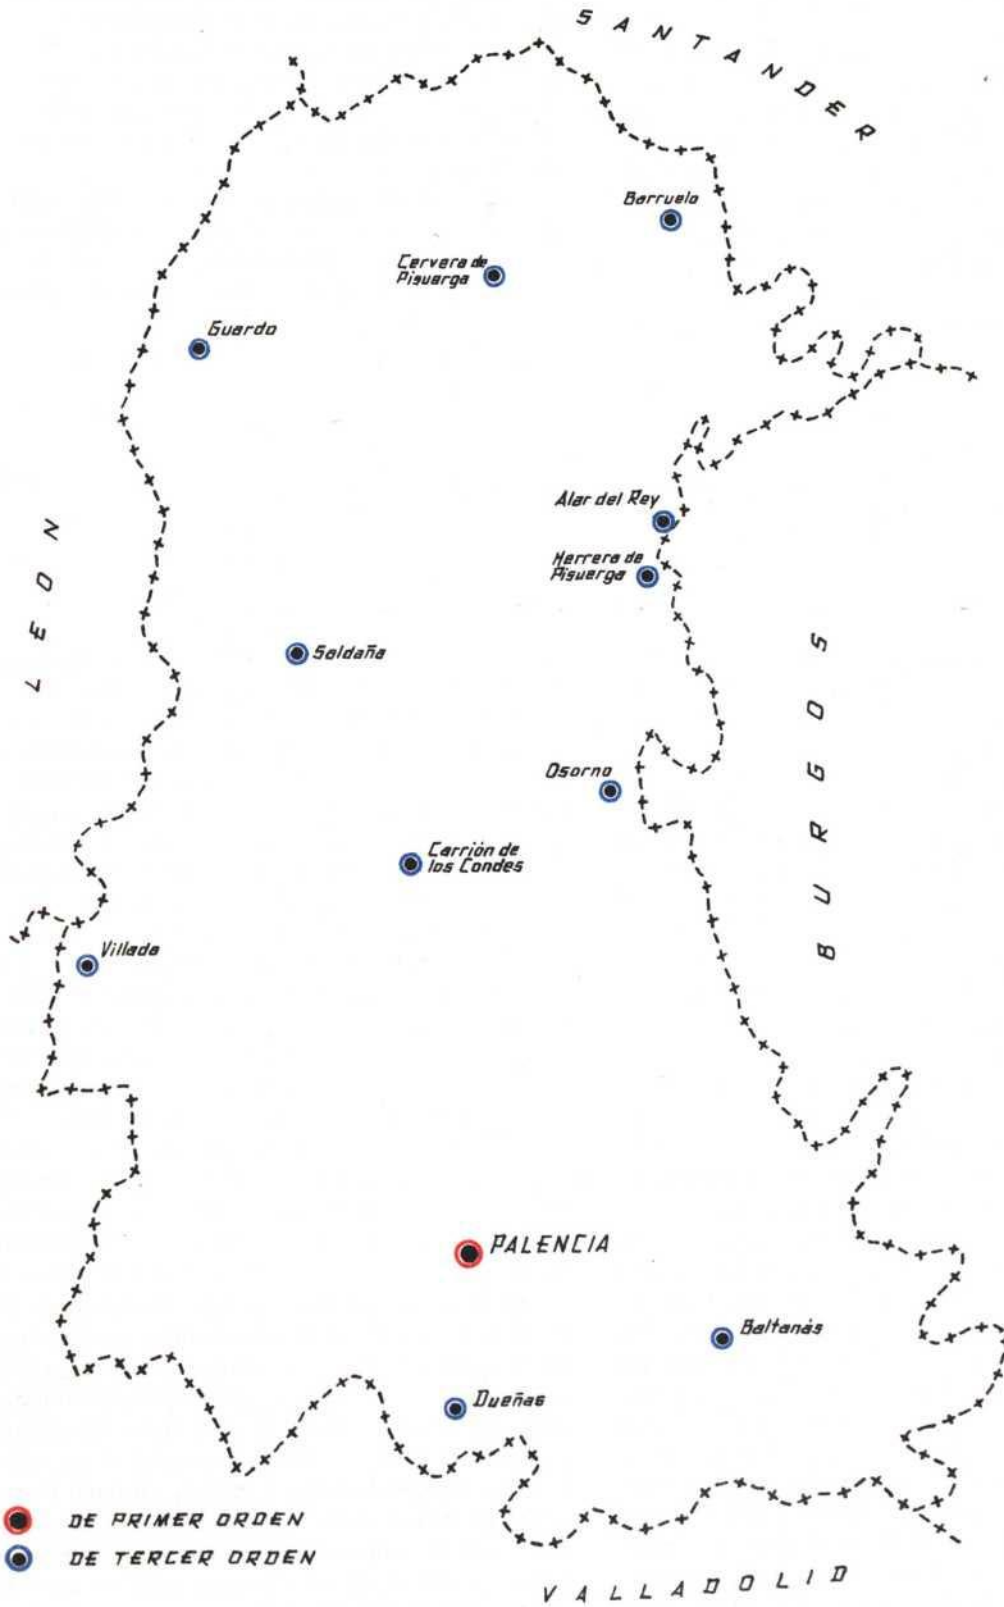 SANTANDER
Barruelo
Cervera de
Pisuerga
Guardo
Alar del Rey
Herrera de
Pisuerga
LEON
Saldaña
BURGOS
Osorno
Carrión de
los Condes
Villada
PALENCIA
Baltanás
Dueñas
DE PRIMER ORDEN
DE TERCER ORDEN
VALLADOLID